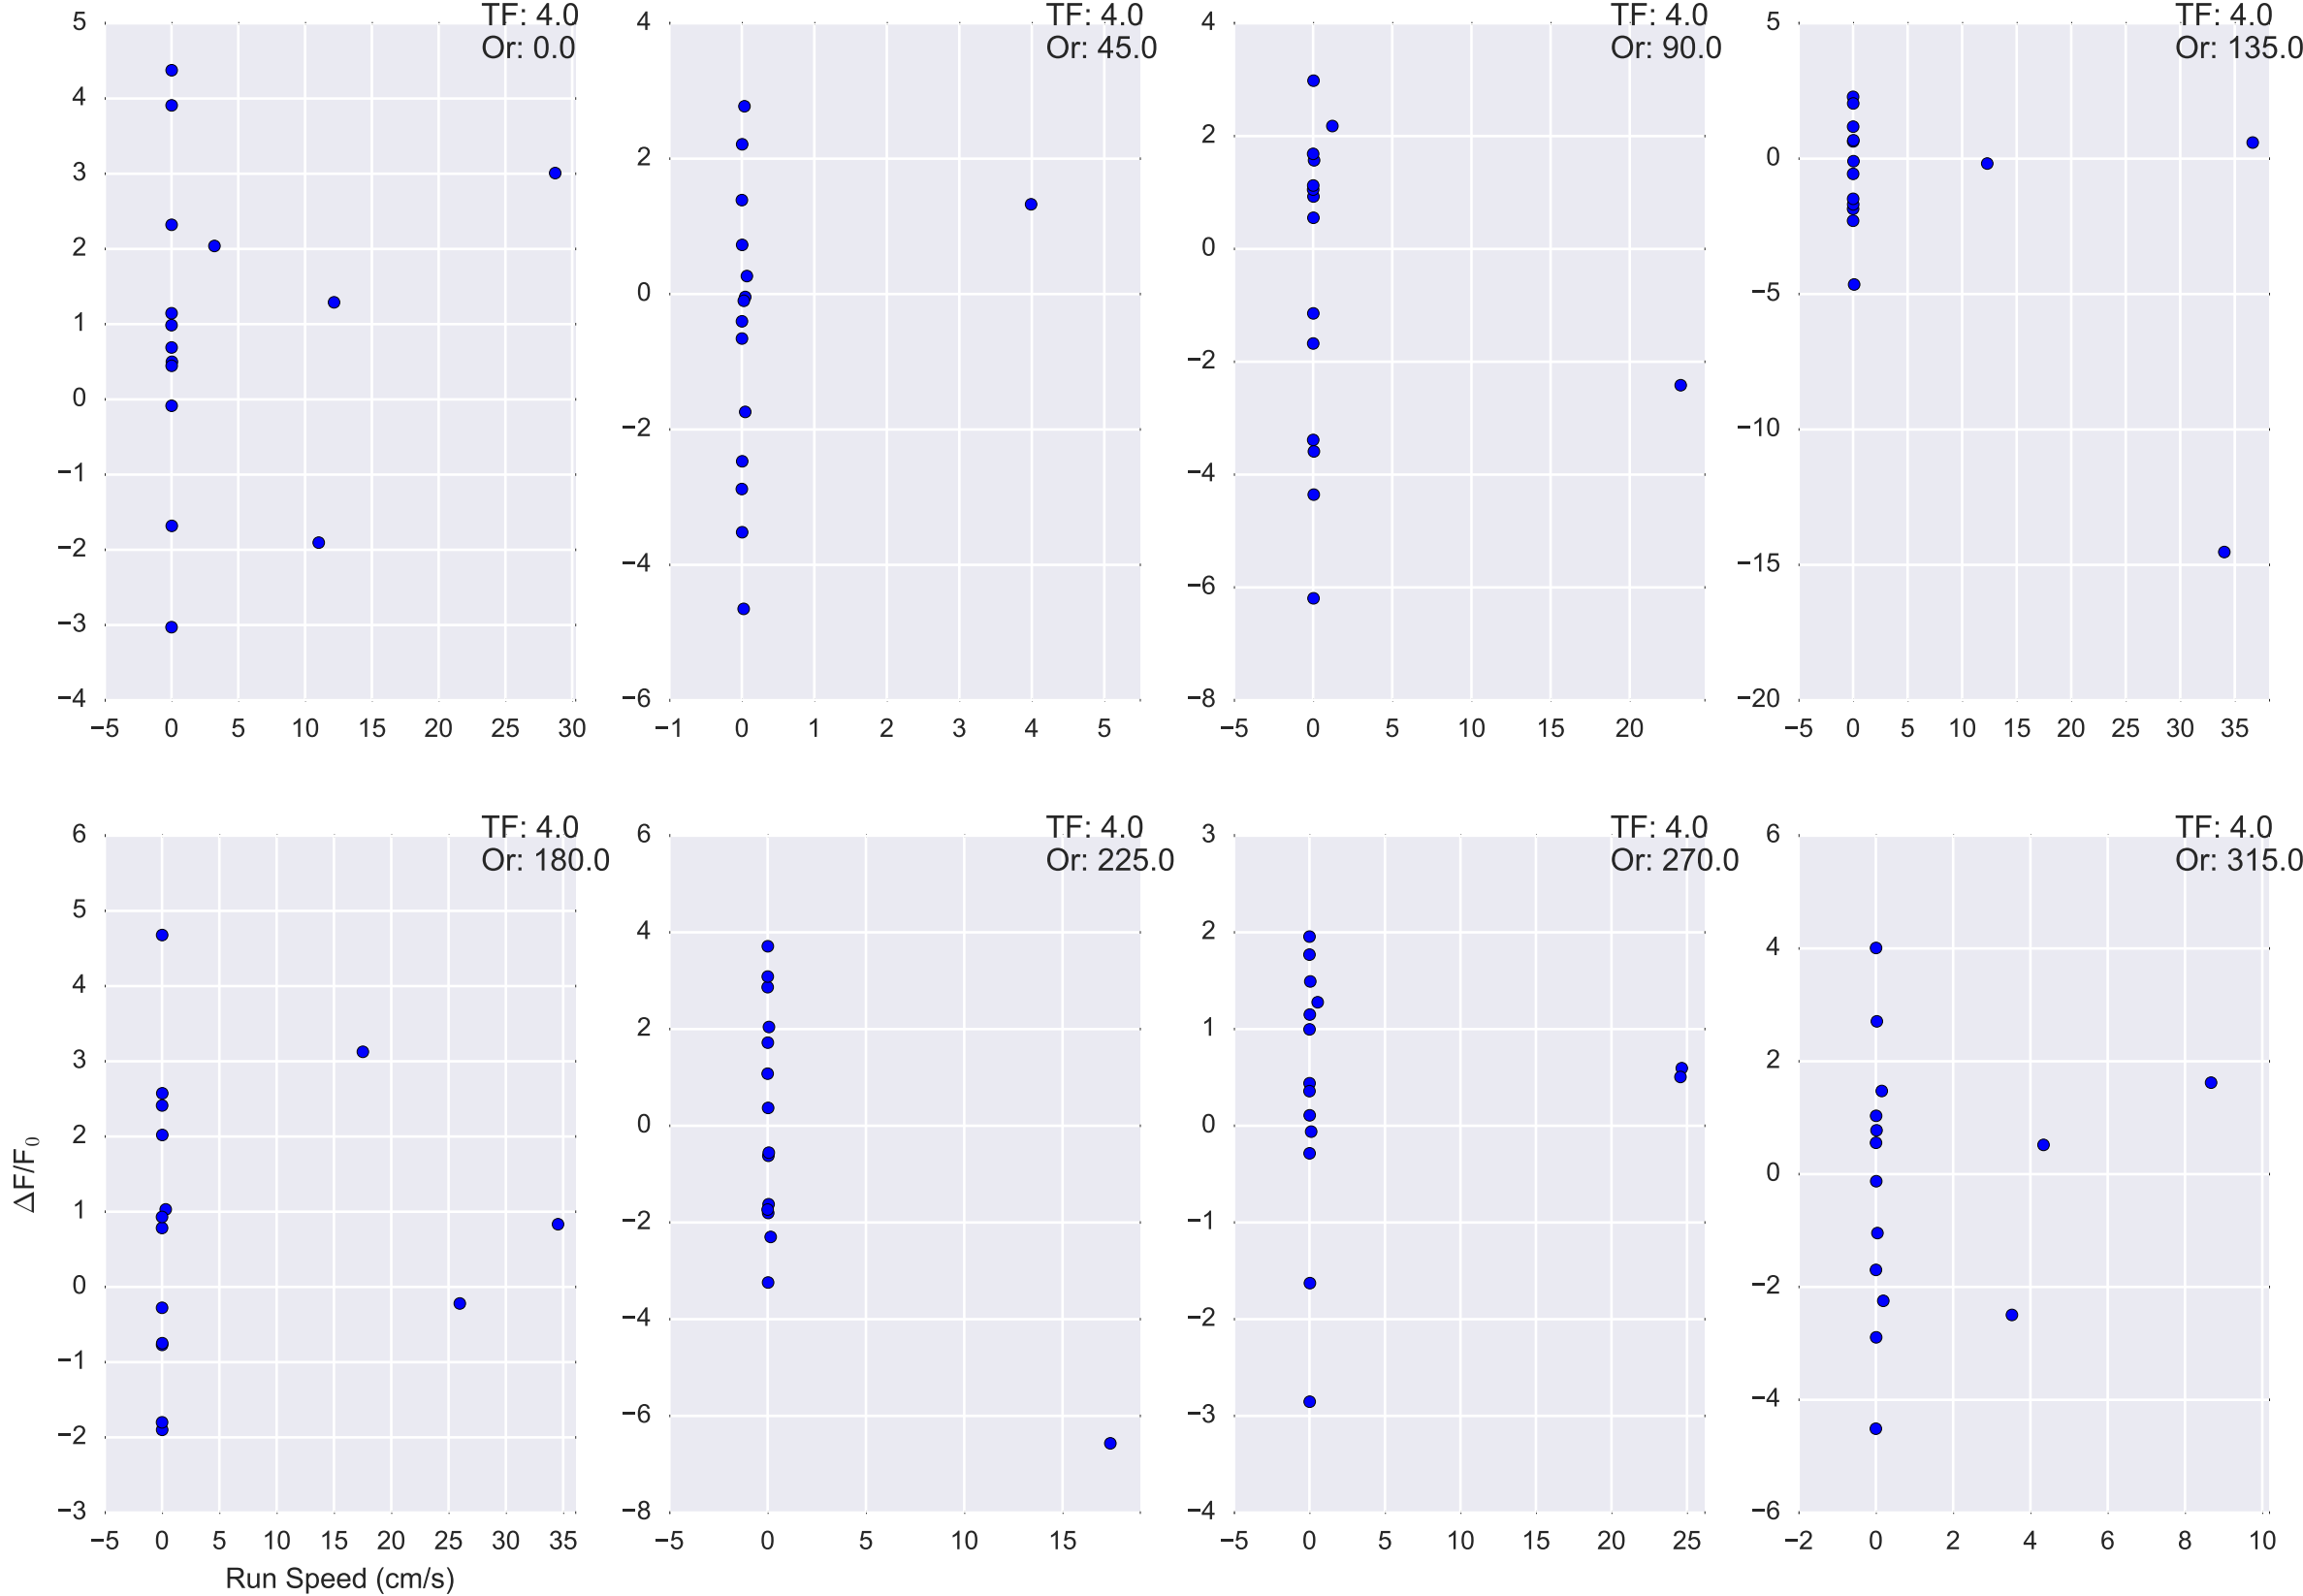 TF: 4.0
Or: 0.0
5
4
3
2
1
0
−1
−2
−3
−4
−5 0 5 10 15 20 25 30
TF: 4.0
Or: 45.0
4
2
0
−2
−4
−6
−1 0 1 2 3 4 5
TF: 4.0
Or: 90.0
4
2
0
−2
−4
−6
−8
−5 0 5 10 15 20
TF: 4.0
Or: 135.0
5
0
−5
−10
−15
−20
−5 0 5 10 15 20 25 30 35
TF: 4.0
Or: 180.0
6
5
4
3
2
1
0
−1
−2
−3
ΔF/F₀
−5 0 5 10 15 20 25 30 35
Run Speed (cm/s)
TF: 4.0
Or: 225.0
6
4
2
0
−2
−4
−6
−8
−5 0 5 10 15
TF: 4.0
Or: 270.0
3
2
1
0
−1
−2
−3
−4
−5 0 5 10 15 20 25
TF: 4.0
Or: 315.0
6
4
2
0
−2
−4
−6
−2 0 2 4 6 8 10